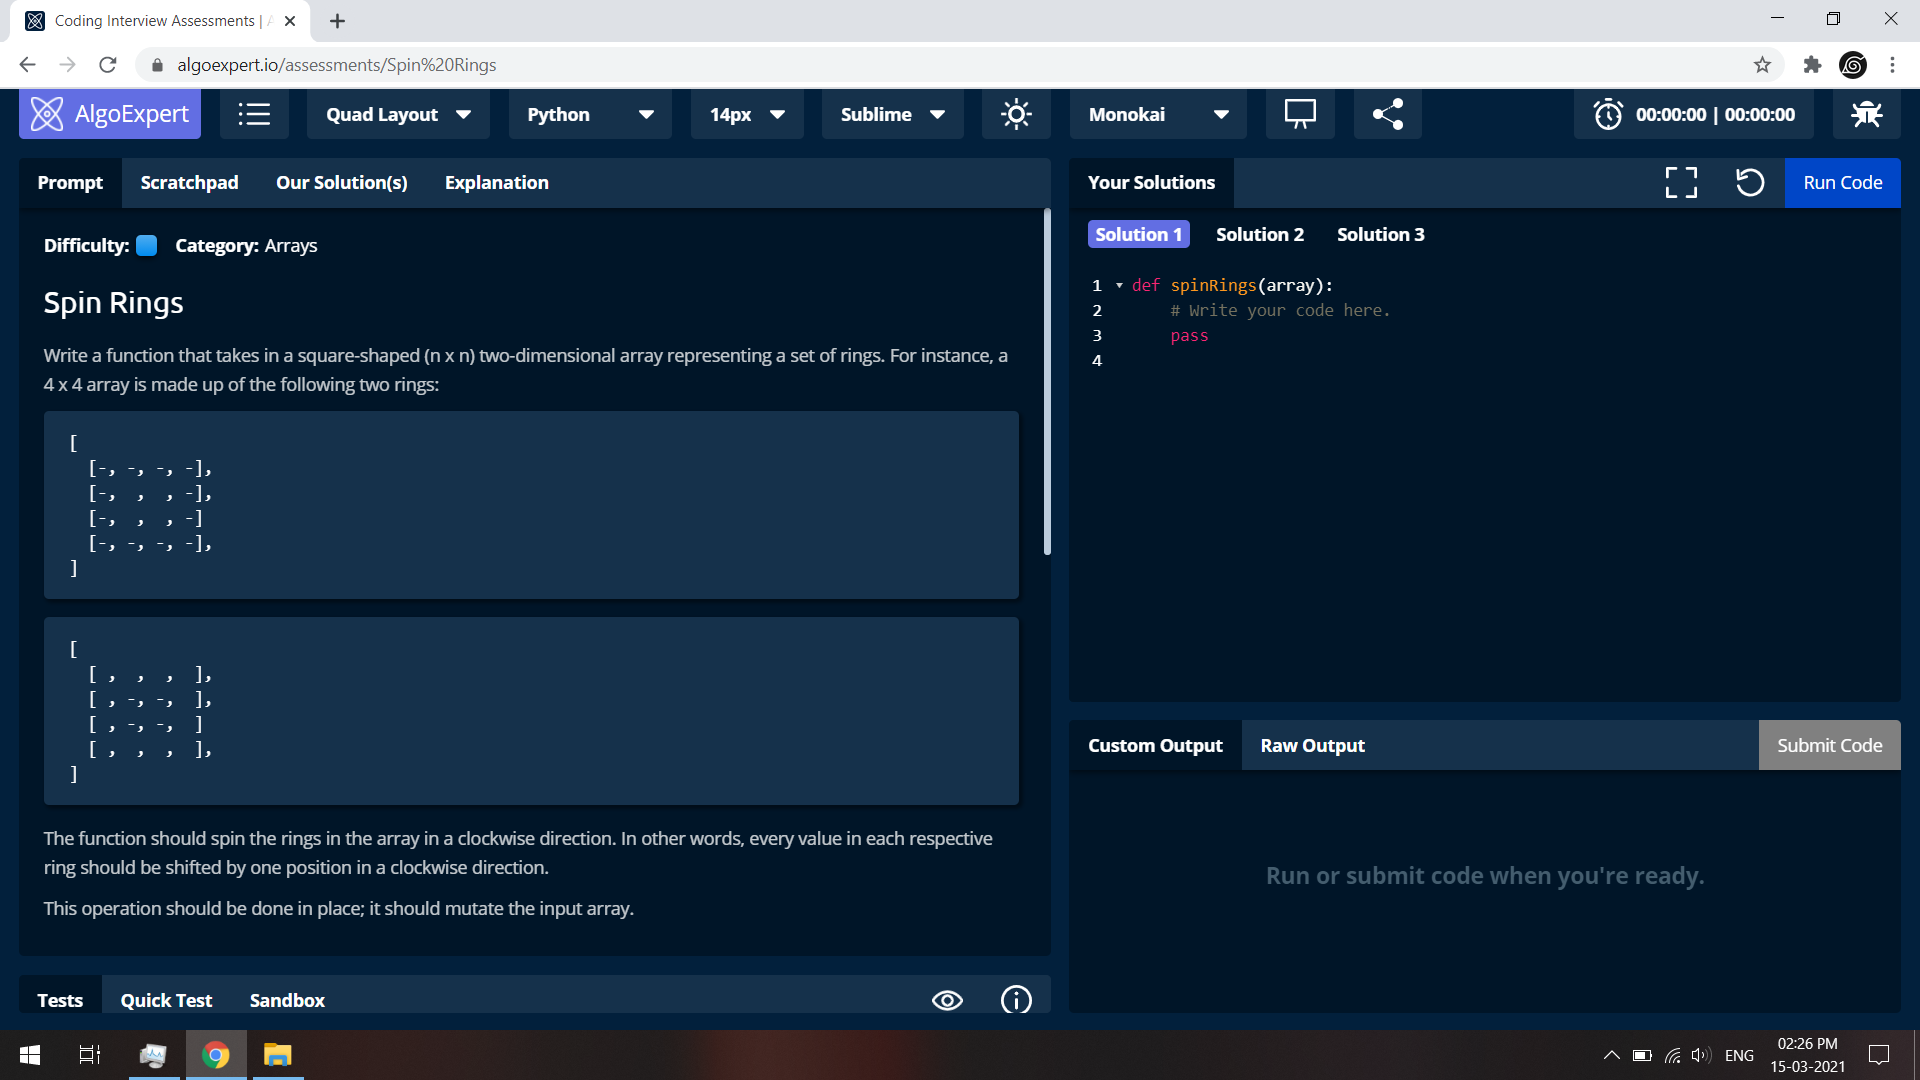 Coding Interview Assessments |
algoexpert.io/assessments/Spin%20Rings
AlgoExpert
Quad Layout
Python
14px
Sublime
Monokai
00:00:00 | 00:00:00
Prompt
Scratchpad
Our Solution(s)
Explanation
Difficulty:
Category: Arrays
Spin Rings
Write a function that takes in a square-shaped (n x n) two-dimensional array representing a set of rings. For instance, a
4 x 4 array is made up of the following two rings:
[
[-, -, -, -],
[-,  ,  , -],
[-,  ,  , -]
[-, -, -, -],
]
[
[ ,  ,  ,  ],
[ , -, -,  ],
[ , -, -,  ]
[ ,  ,  ,  ],
]
The function should spin the rings in the array in a clockwise direction. In other words, every value in each respective
ring should be shifted by one position in a clockwise direction.
This operation should be done in place; it should mutate the input array.
Tests
Quick Test
Sandbox
Your Solutions
Run Code
Solution 1
Solution 2
Solution 3
1 def spinRings(array):
2 # Write your code here.
3 pass
4
Custom Output
Raw Output
Submit Code
Run or submit code when you're ready.
ENG
02:26 PM
15-03-2021